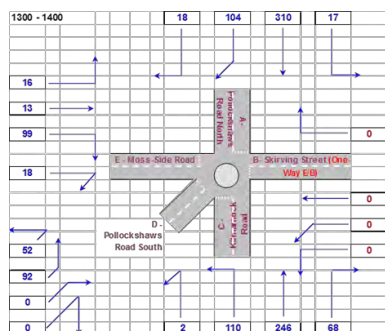 1300 - 1400
18 104 310 17
16
13
99
18
52
92
0
0
0
0
0
0
A -
Pollockshaws
Road North
E - Moss-Side Road
B - Skirving Street (One
Way E/B)
D -
Pollockshaws
Road South
C -
Kilmarnock
Road
2 110 246 68